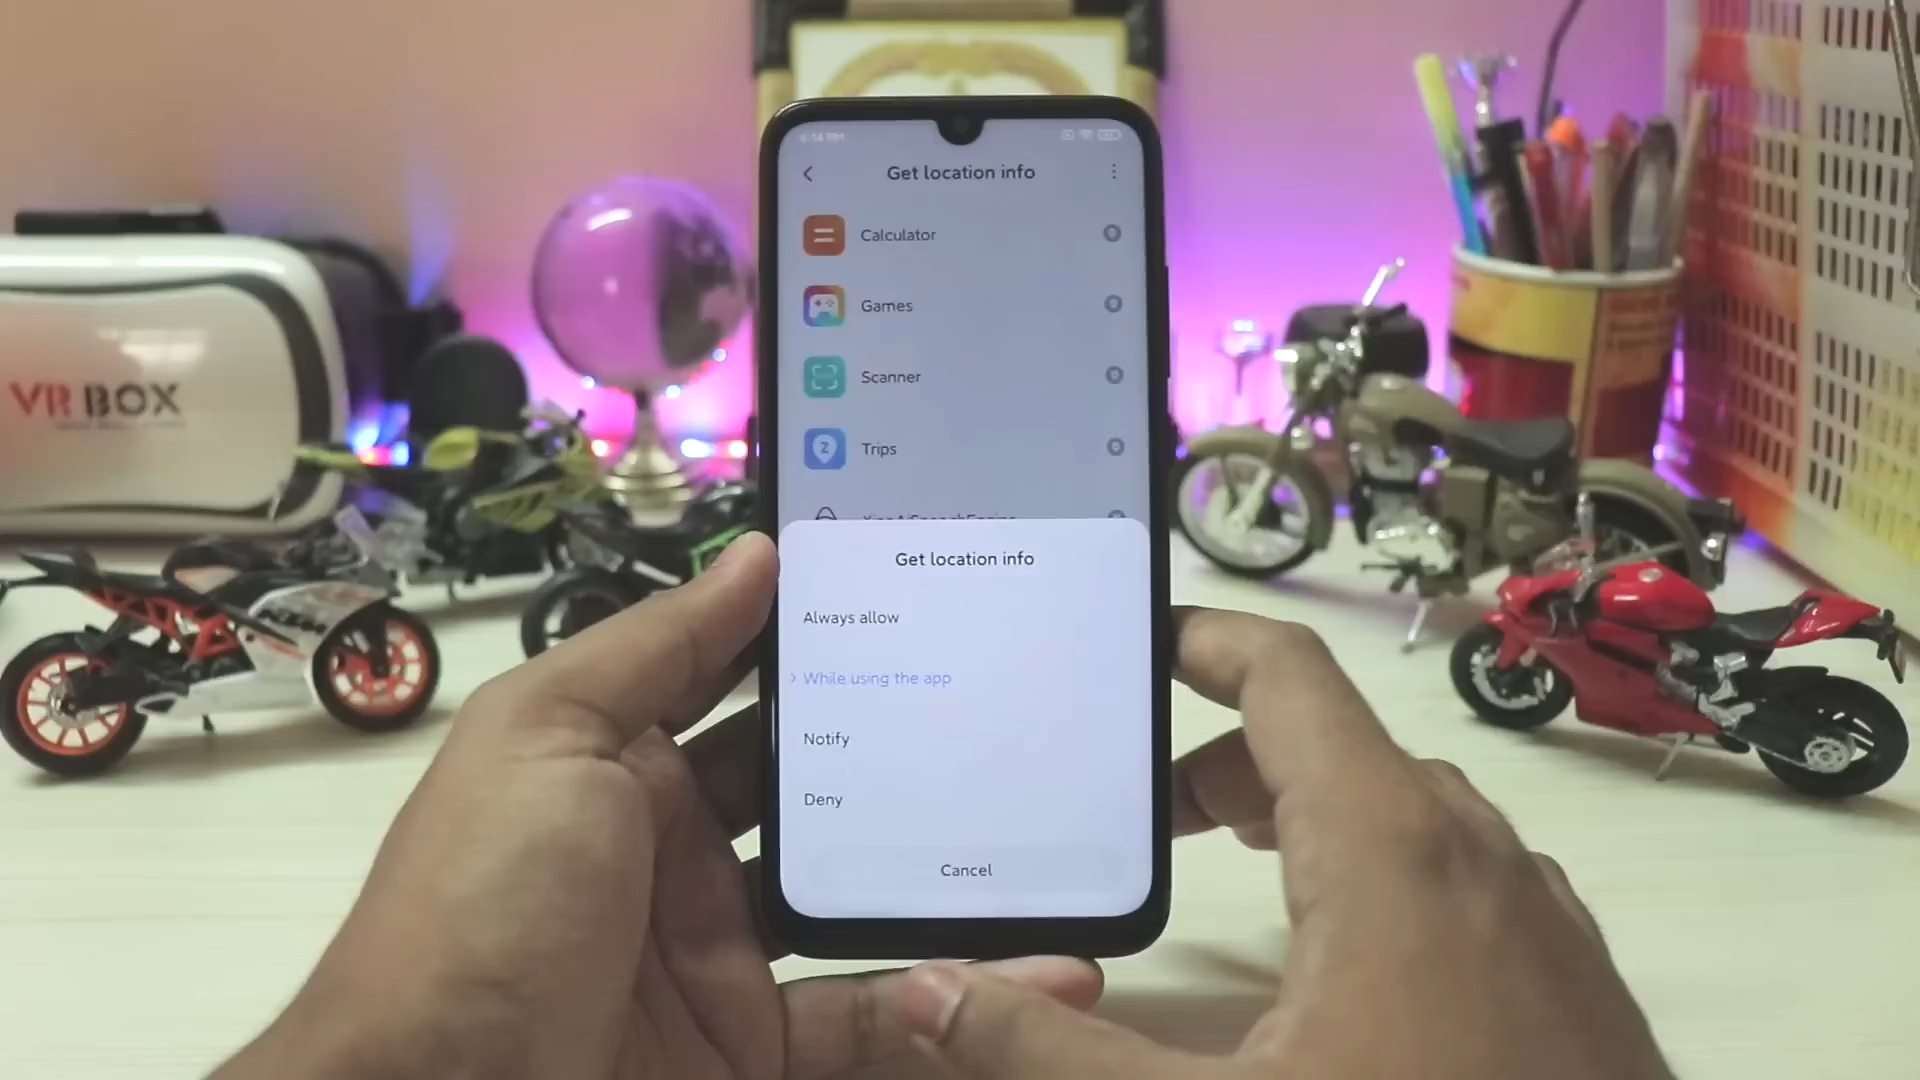 Get location info
Calculator
Games
Scanner
Z
Trips
VR BOX
Get location info
Always allow
While using the app
Notify
Deny
Cancel